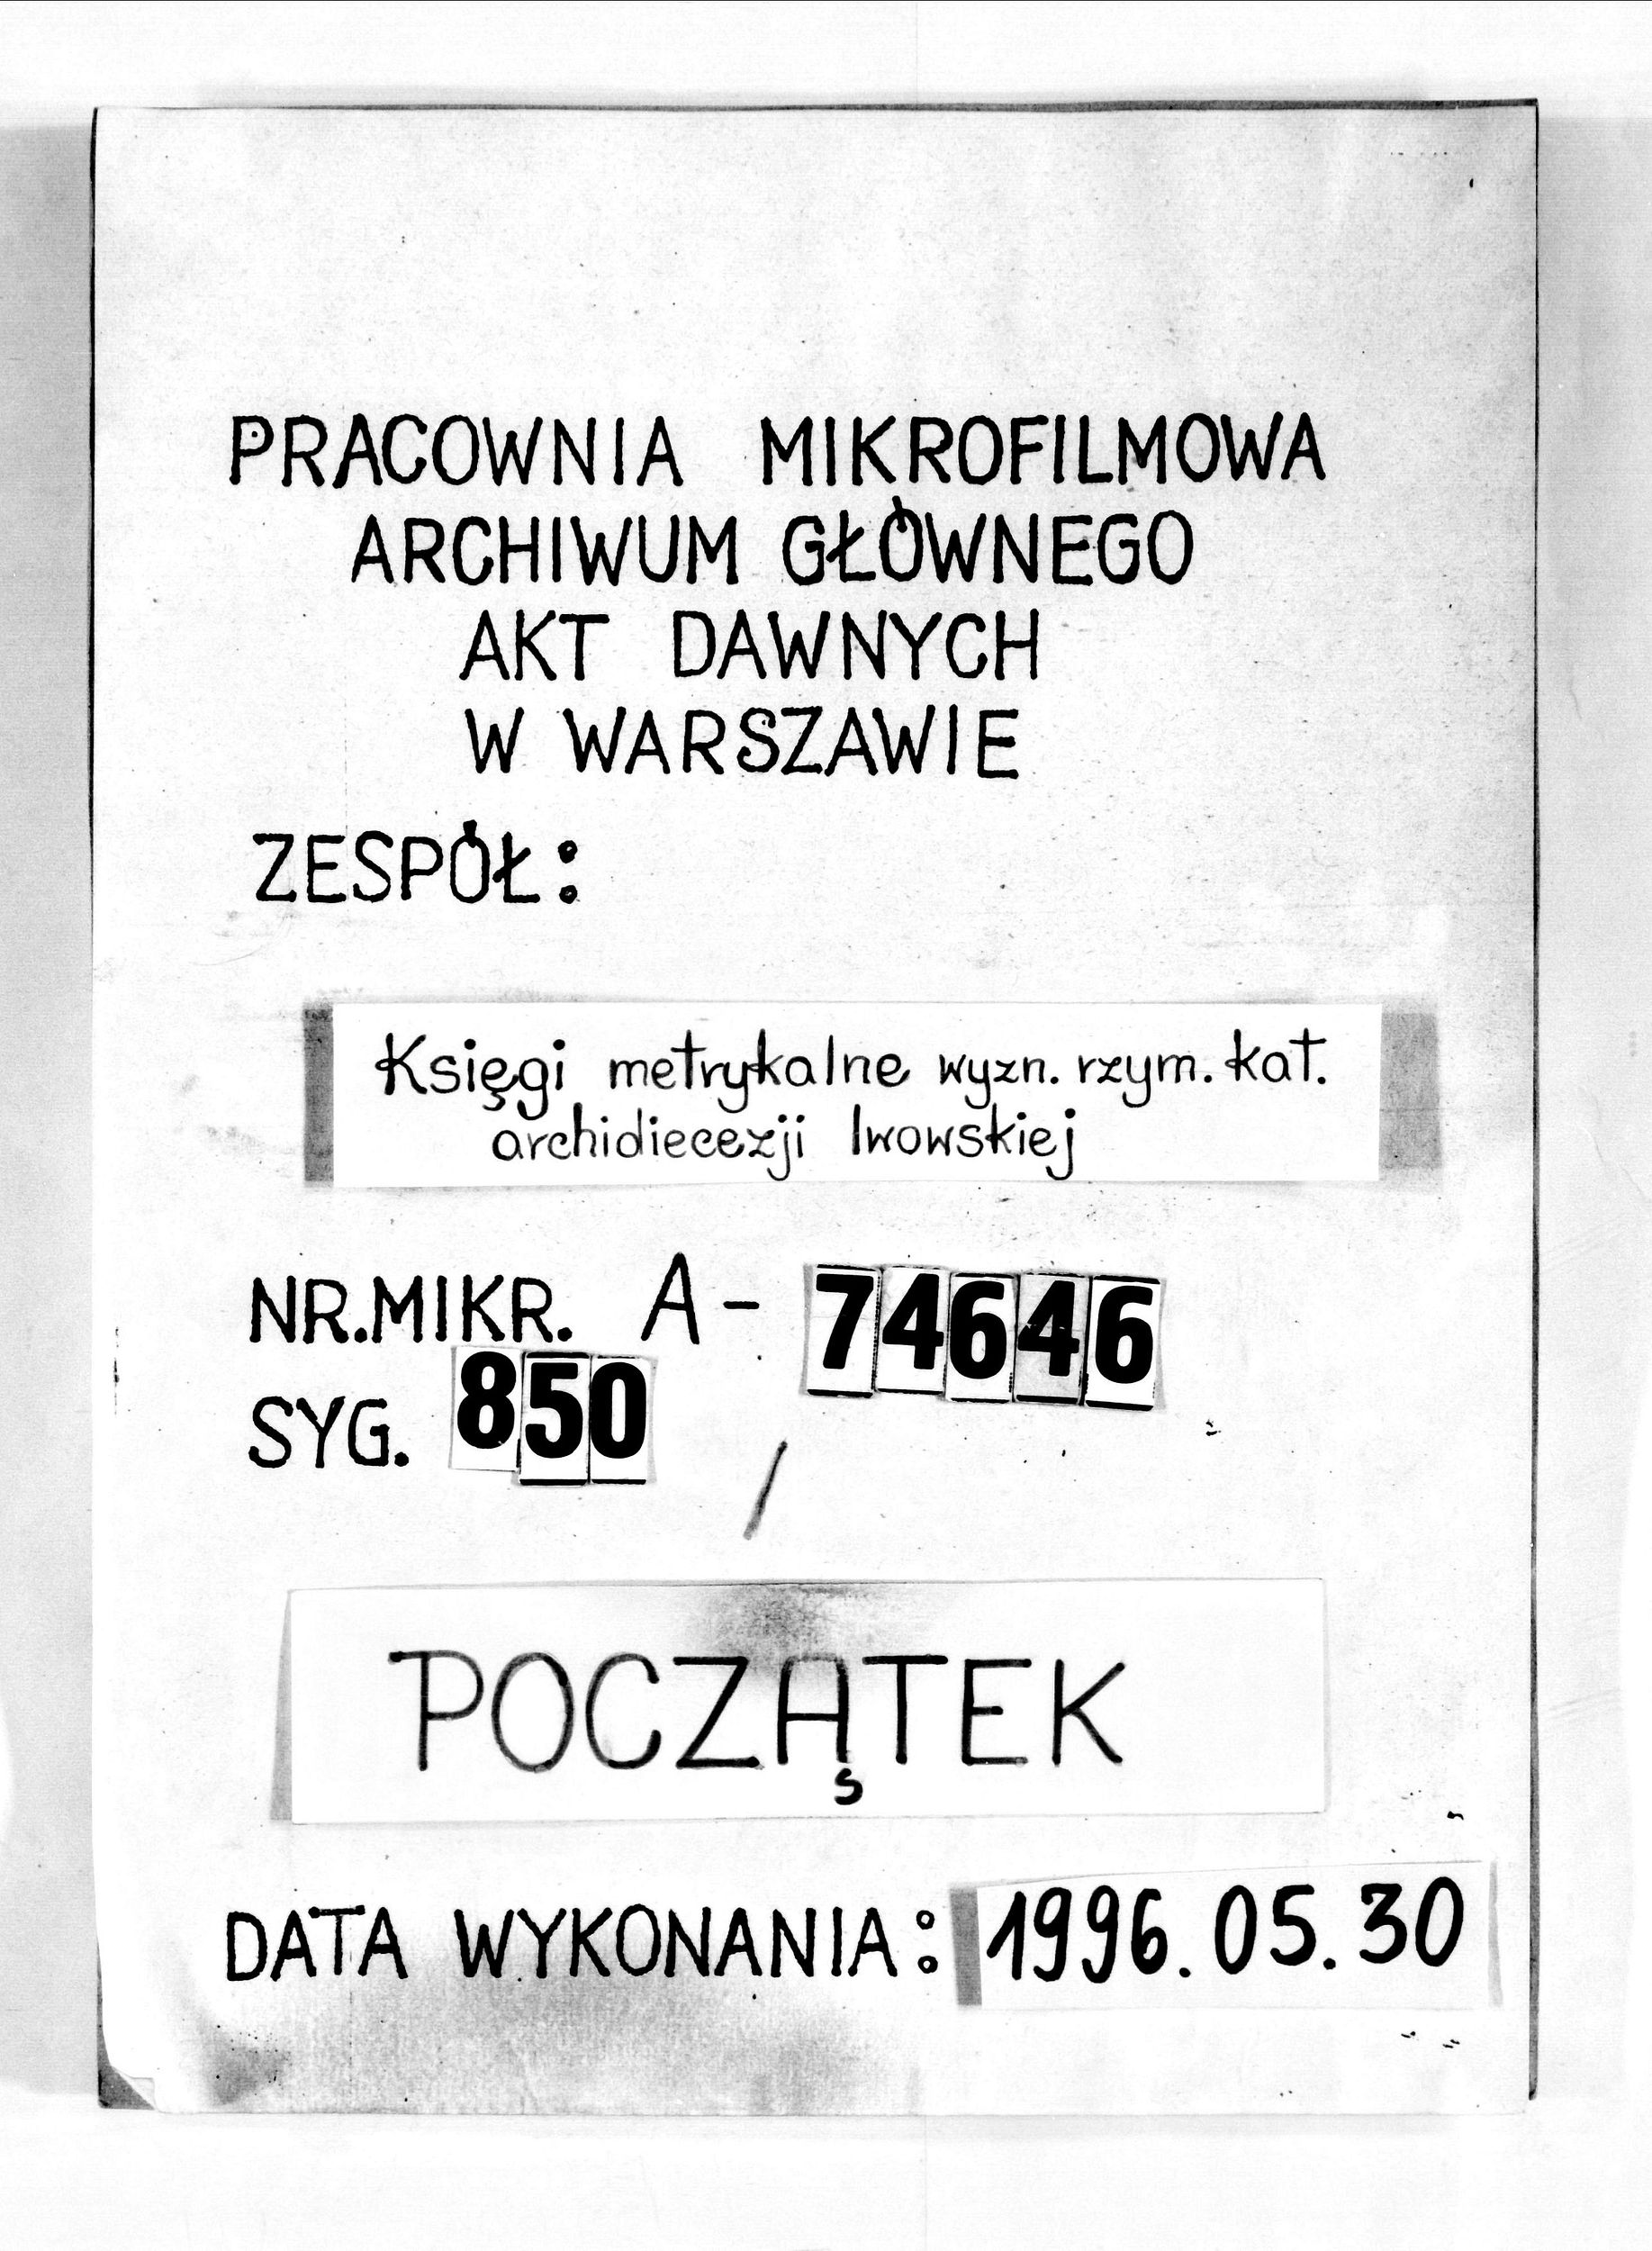 PRACOWNIA MIKROFILMOWA
ARCHIWUM GŁÓWNEGO
AKT DAWNYCH
W WARSZAWIE
ZESPÓŁ:
Księgi metrykalne wyzn. rzym. kat.
archidiecezji lwowskiej
NR.MIKR. A- 74646
SYG. 850 /
POCZĄTEK
DATA WYKONANIA: 1996.05.30